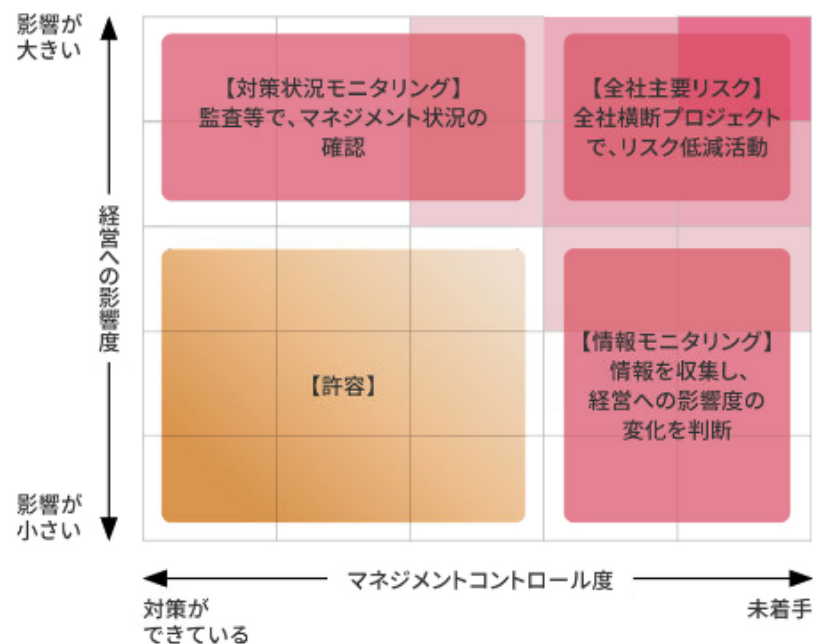 影響が
大きい
【対策状況モニタリング】
監査等で、マネジメント状況の
確認
【全社主要リスク】
全社横断プロジェクト
で、リスク低減活動
経営への影響度
【許容】
【情報モニタリング】
情報を収集し、
経営への影響度の
変化を判断
影響が
小さい
マネジメントコントロール度
対策が
できている
未着手